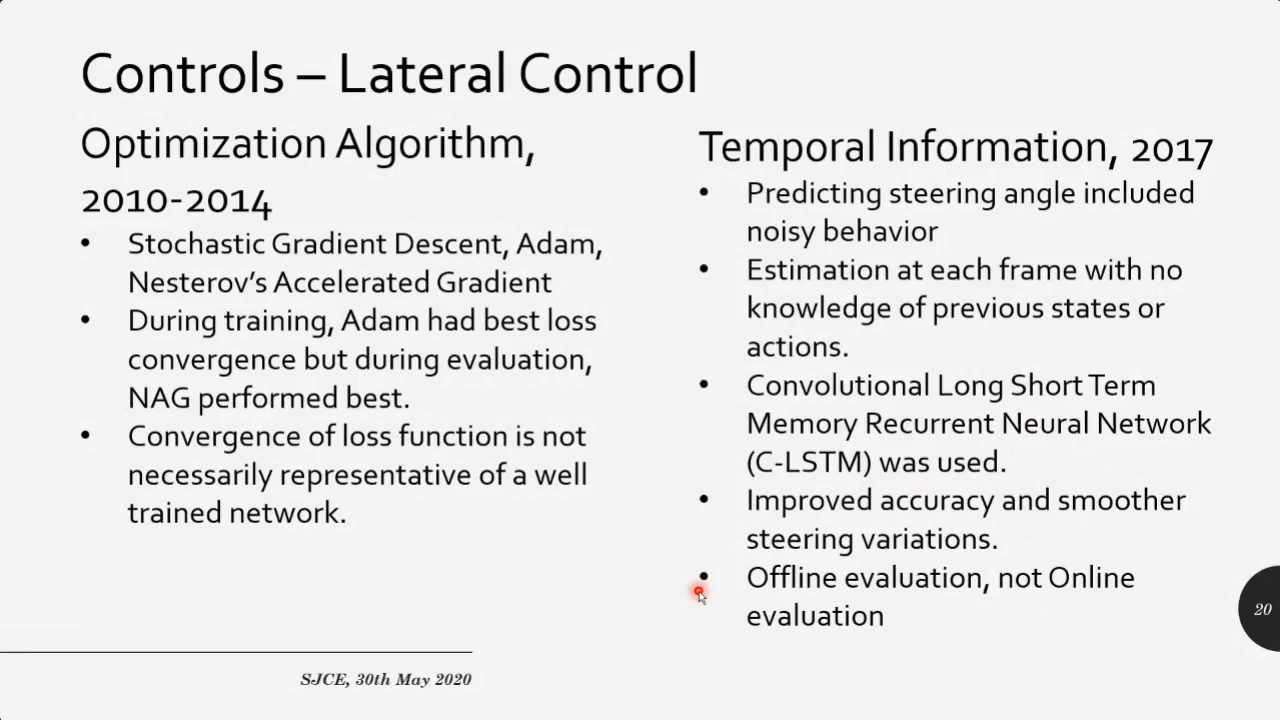 Controls – Lateral Control
Optimization Algorithm,
2010-2014
• Stochastic Gradient Descent, Adam,
Nesterov's Accelerated Gradient
• During training, Adam had best loss
convergence but during evaluation,
NAG performed best.
• Convergence of loss function is not
necessarily representative of a well
trained network.
Temporal Information, 2017
• Predicting steering angle included
noisy behavior
• Estimation at each frame with no
knowledge of previous states or
actions.
• Convolutional Long Short Term
Memory Recurrent Neural Network
(C-LSTM) was used.
• Improved accuracy and smoother
steering variations.
• Offline evaluation, not Online
evaluation
20
SJCE, 30th May 2020